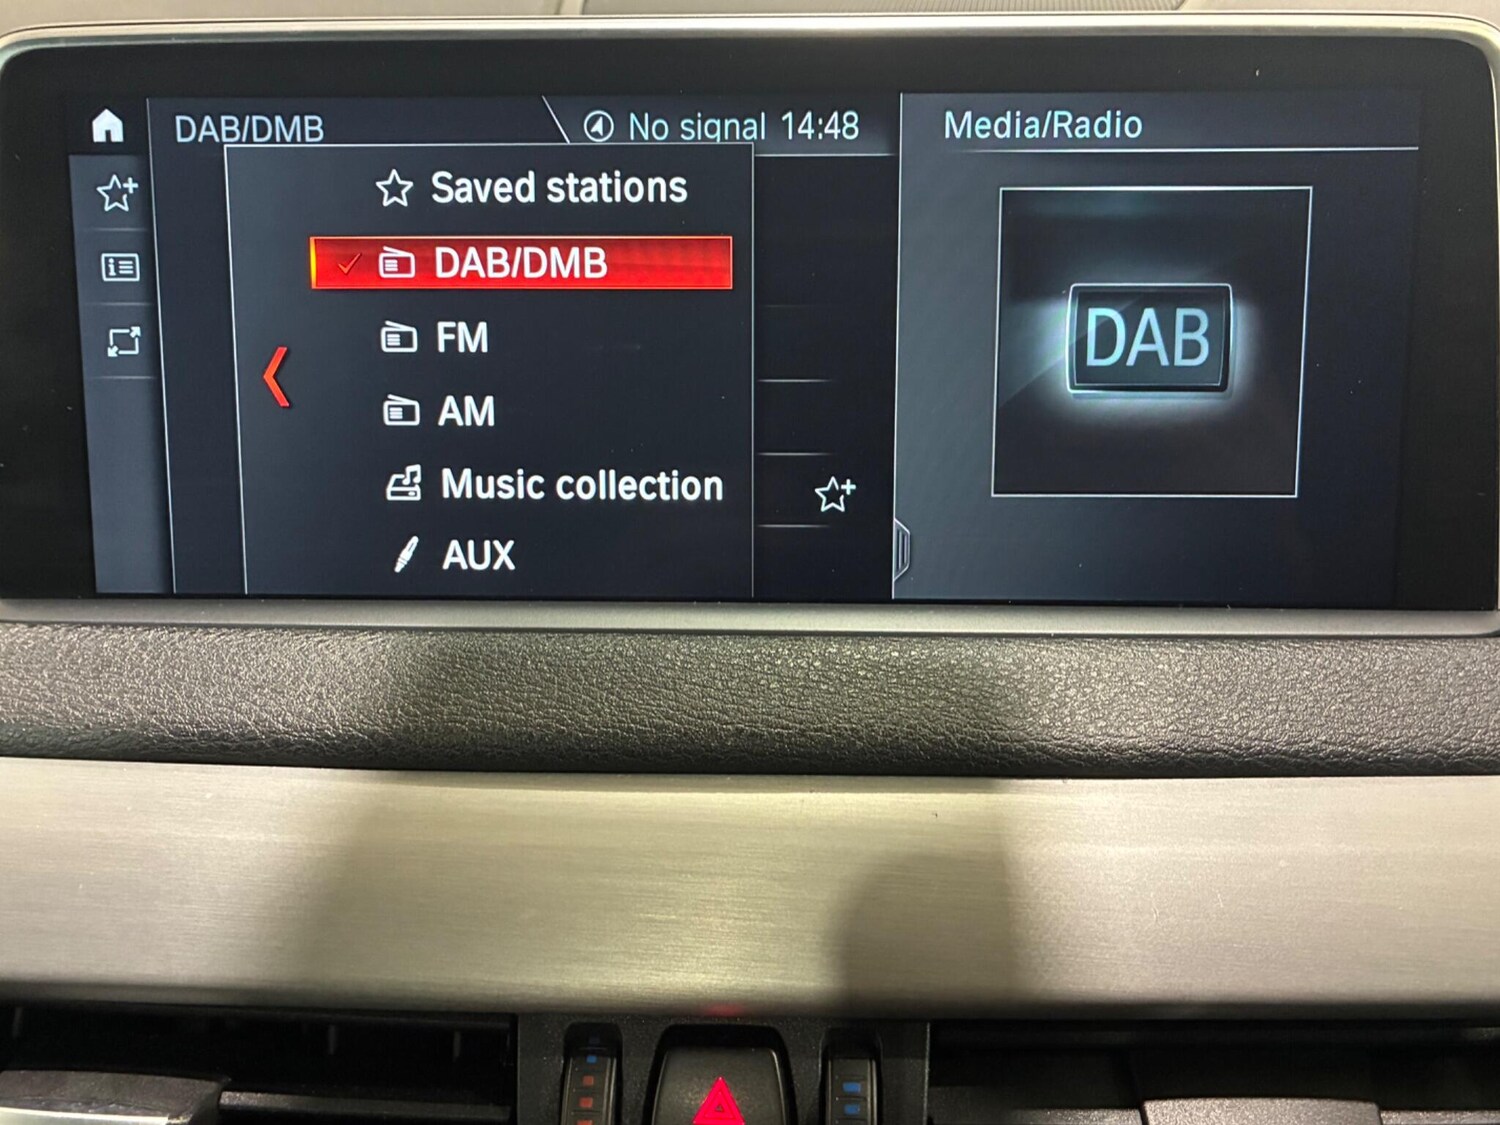 DAB/DMB
No signal 14:48
Media/Radio
Saved stations
DAB/DMB
FM
AM
Music collection
AUX
DAB